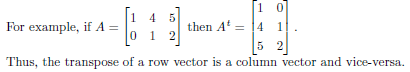 For example, if A = [1 4 5; 0 1 2] then Aᵗ = [1 0; 4 1; 5 2].
Thus, the transpose of a row vector is a column vector and vice-versa.